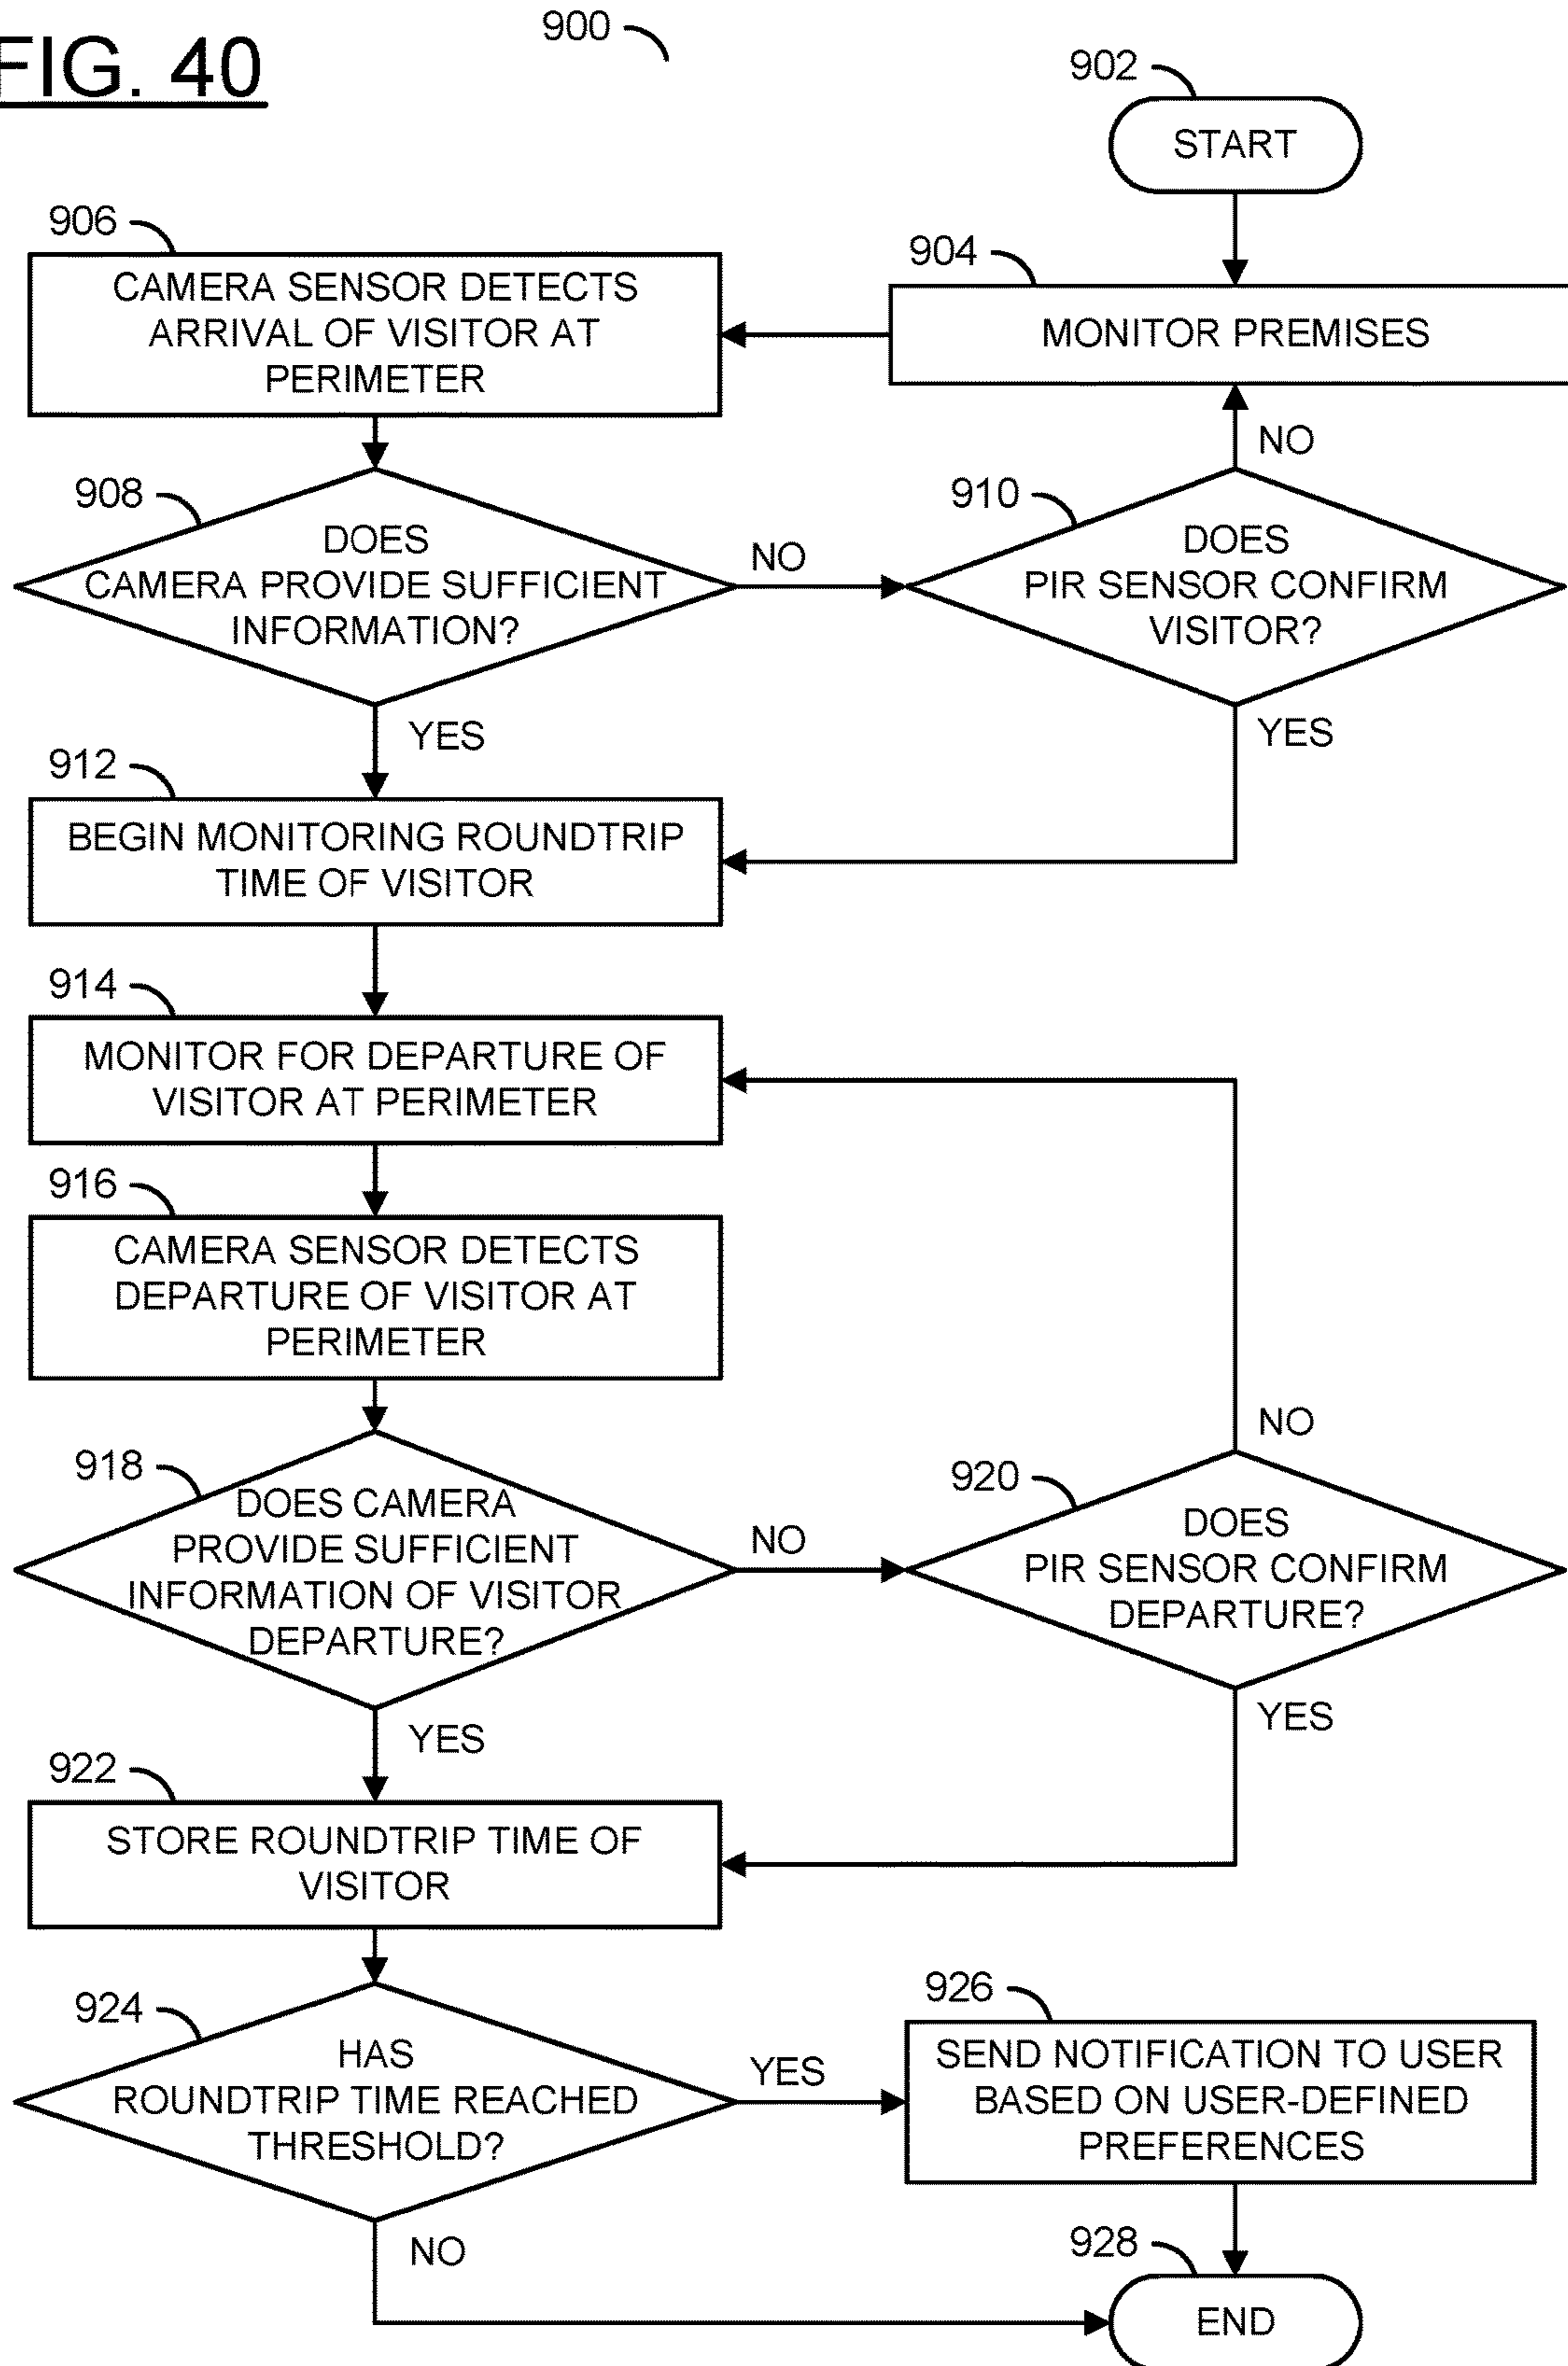 FIG. 40
900
902
START
906
904
CAMERA SENSOR DETECTS
ARRIVAL OF VISITOR AT
PERIMETER
MONITOR PREMISES
NO
908
910
DOES
CAMERA PROVIDE SUFFICIENT
INFORMATION?
NO
DOES
PIR SENSOR CONFIRM
VISITOR?
YES
YES
912
BEGIN MONITORING ROUNDTRIP
TIME OF VISITOR
914
MONITOR FOR DEPARTURE OF
VISITOR AT PERIMETER
916
CAMERA SENSOR DETECTS
DEPARTURE OF VISITOR AT
PERIMETER
NO
918
920
DOES CAMERA
PROVIDE SUFFICIENT
INFORMATION OF VISITOR
DEPARTURE?
NO
DOES
PIR SENSOR CONFIRM
DEPARTURE?
YES
YES
922
STORE ROUNDTRIP TIME OF
VISITOR
924
926
HAS
ROUNDTRIP TIME REACHED
THRESHOLD?
YES
SEND NOTIFICATION TO USER
BASED ON USER-DEFINED
PREFERENCES
NO
928
END